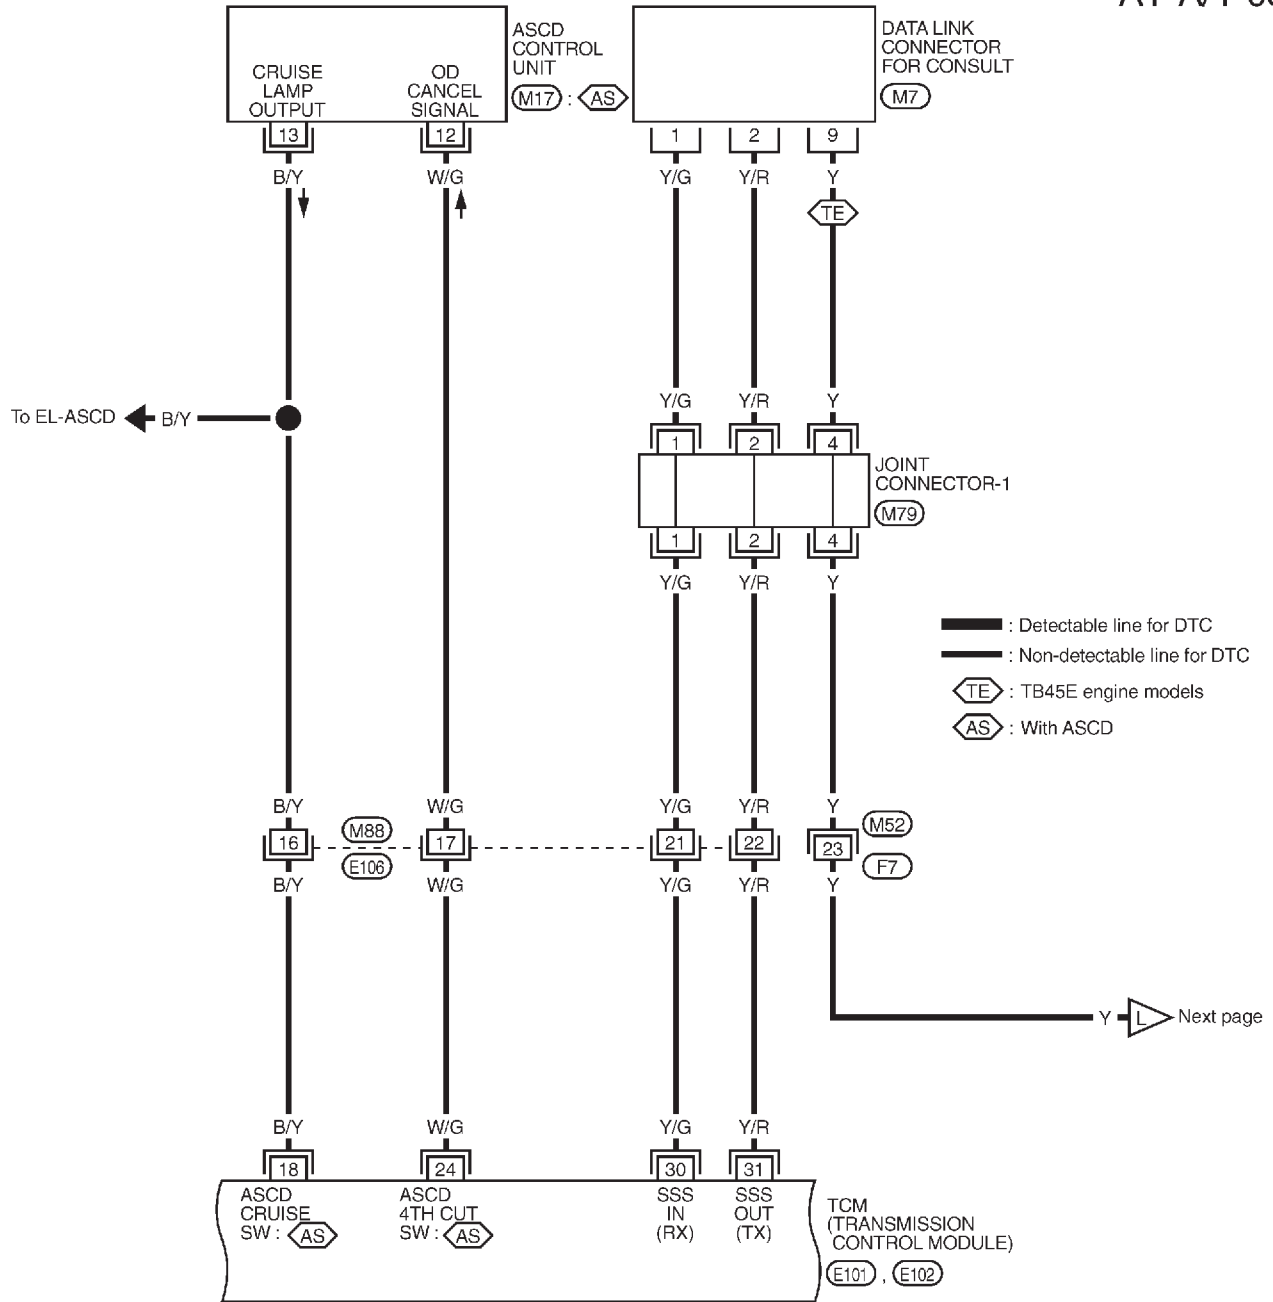 ASCD
CONTROL
UNIT
M17 : AS
CRUISE
LAMP
OUTPUT
OD
CANCEL
SIGNAL
DATA LINK
CONNECTOR
FOR CONSULT
M7
13 12 1 2 9
B/Y W/G Y/G Y/R Y
TE
To EL-ASCD B/Y
Y/G Y/R Y
1 2 4
JOINT
CONNECTOR-1
M79
1 2 4
Y/G Y/R Y
: Detectable line for DTC
: Non-detectable line for DTC
TE : TB45E engine models
AS : With ASCD
B/Y W/G Y/G Y/R Y
M88 M52
16 17 21 22 23
E106 F7
B/Y W/G Y/G Y/R Y
Y L Next page
B/Y W/G Y/G Y/R
18 24 30 31
ASCD
CRUISE
SW : AS
ASCD
4TH CUT
SW : AS
SSS
IN
(RX)
SSS
OUT
(TX)
TCM
(TRANSMISSION
CONTROL MODULE)
E101 , E102